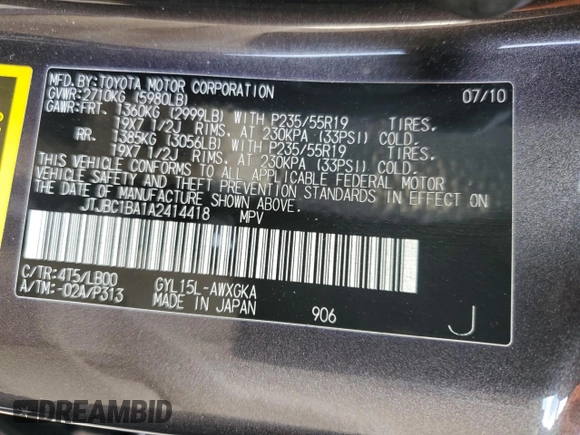 MFD. BY: TOYOTA MOTOR CORPORATION 07/10
GVWR: 2710KG (5980LB)
GAWR: FRT. 1360KG (2999LB) WITH P235/55R19 TIRES.
19X7 1/2J RIMS. AT 230KPA (33PSI) COLD.
RR. 1385KG (3056LB) WITH P235/55R19 TIRES.
19X7 1/2J RIMS. AT 230KPA (33PSI) COLD.
THIS VEHICLE CONFORMS TO ALL APPLICABLE FEDERAL MOTOR
VEHICLE SAFETY AND THEFT PREVENTION STANDARDS IN EFFECT ON
THE DATE OF MANUFACTURE SHOWN ABOVE.
JTJBC1BA1A2414418 MPV
C/TR: 4T5/LB00 GYL15L-AWXGKA
A/TM: -02A/P313 MADE IN JAPAN 906 J
DREAMBID